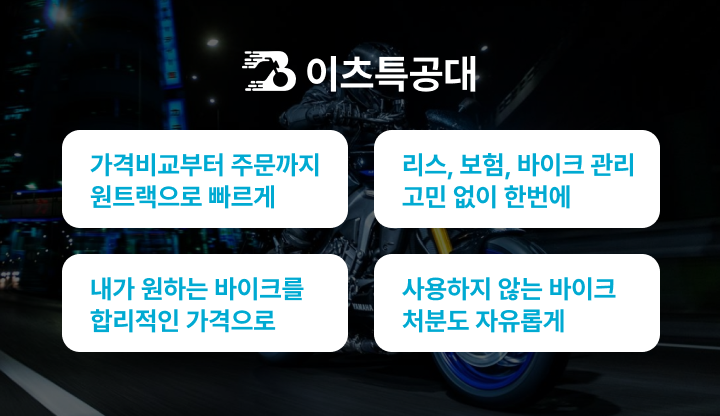 이츠특공대
가격비교부터 주문까지
원트랙으로 빠르게
리스, 보험, 바이크 관리
고민 없이 한번에
내가 원하는 바이크를
합리적인 가격으로
사용하지 않는 바이크
처분도 자유롭게
YAMAHA